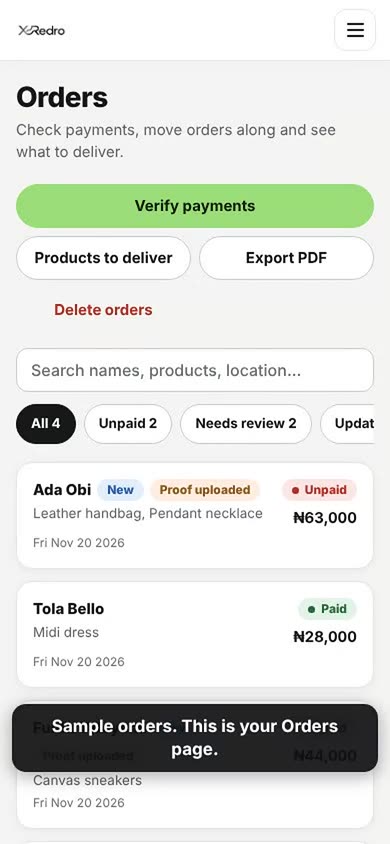 XRedro
Orders
Check payments, move orders along and see
what to deliver.
Verify payments
Products to deliver
Export PDF
Delete orders
Search names, products, location...
All 4
Unpaid 2
Needs review 2
Updat
Ada Obi New Proof uploaded Unpaid
Leather handbag, Pendant necklace ₦63,000
Fri Nov 20 2026
Tola Bello Paid
Midi dress ₦28,000
Fri Nov 20 2026
Sample orders. This is your Orders
page.
Proof uploaded ₦44,000
Canvas sneakers
Fri Nov 20 2026